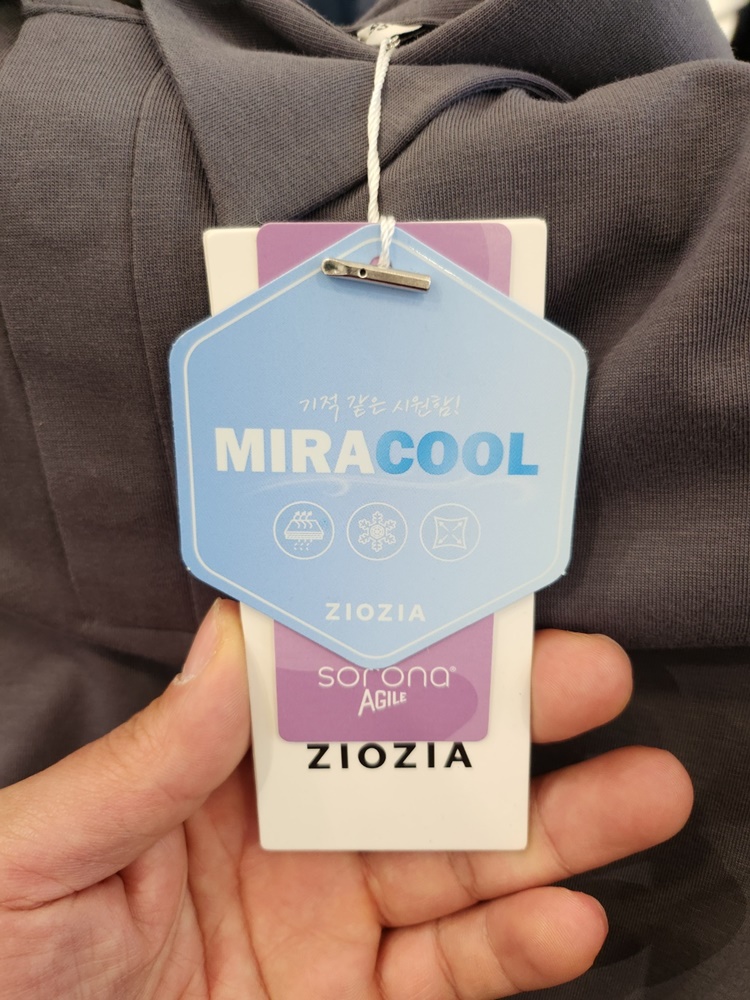 기적 같은 시원함!
MIRACOOL
ZIOZIA
sorona®
AGILE
ZIOZIA